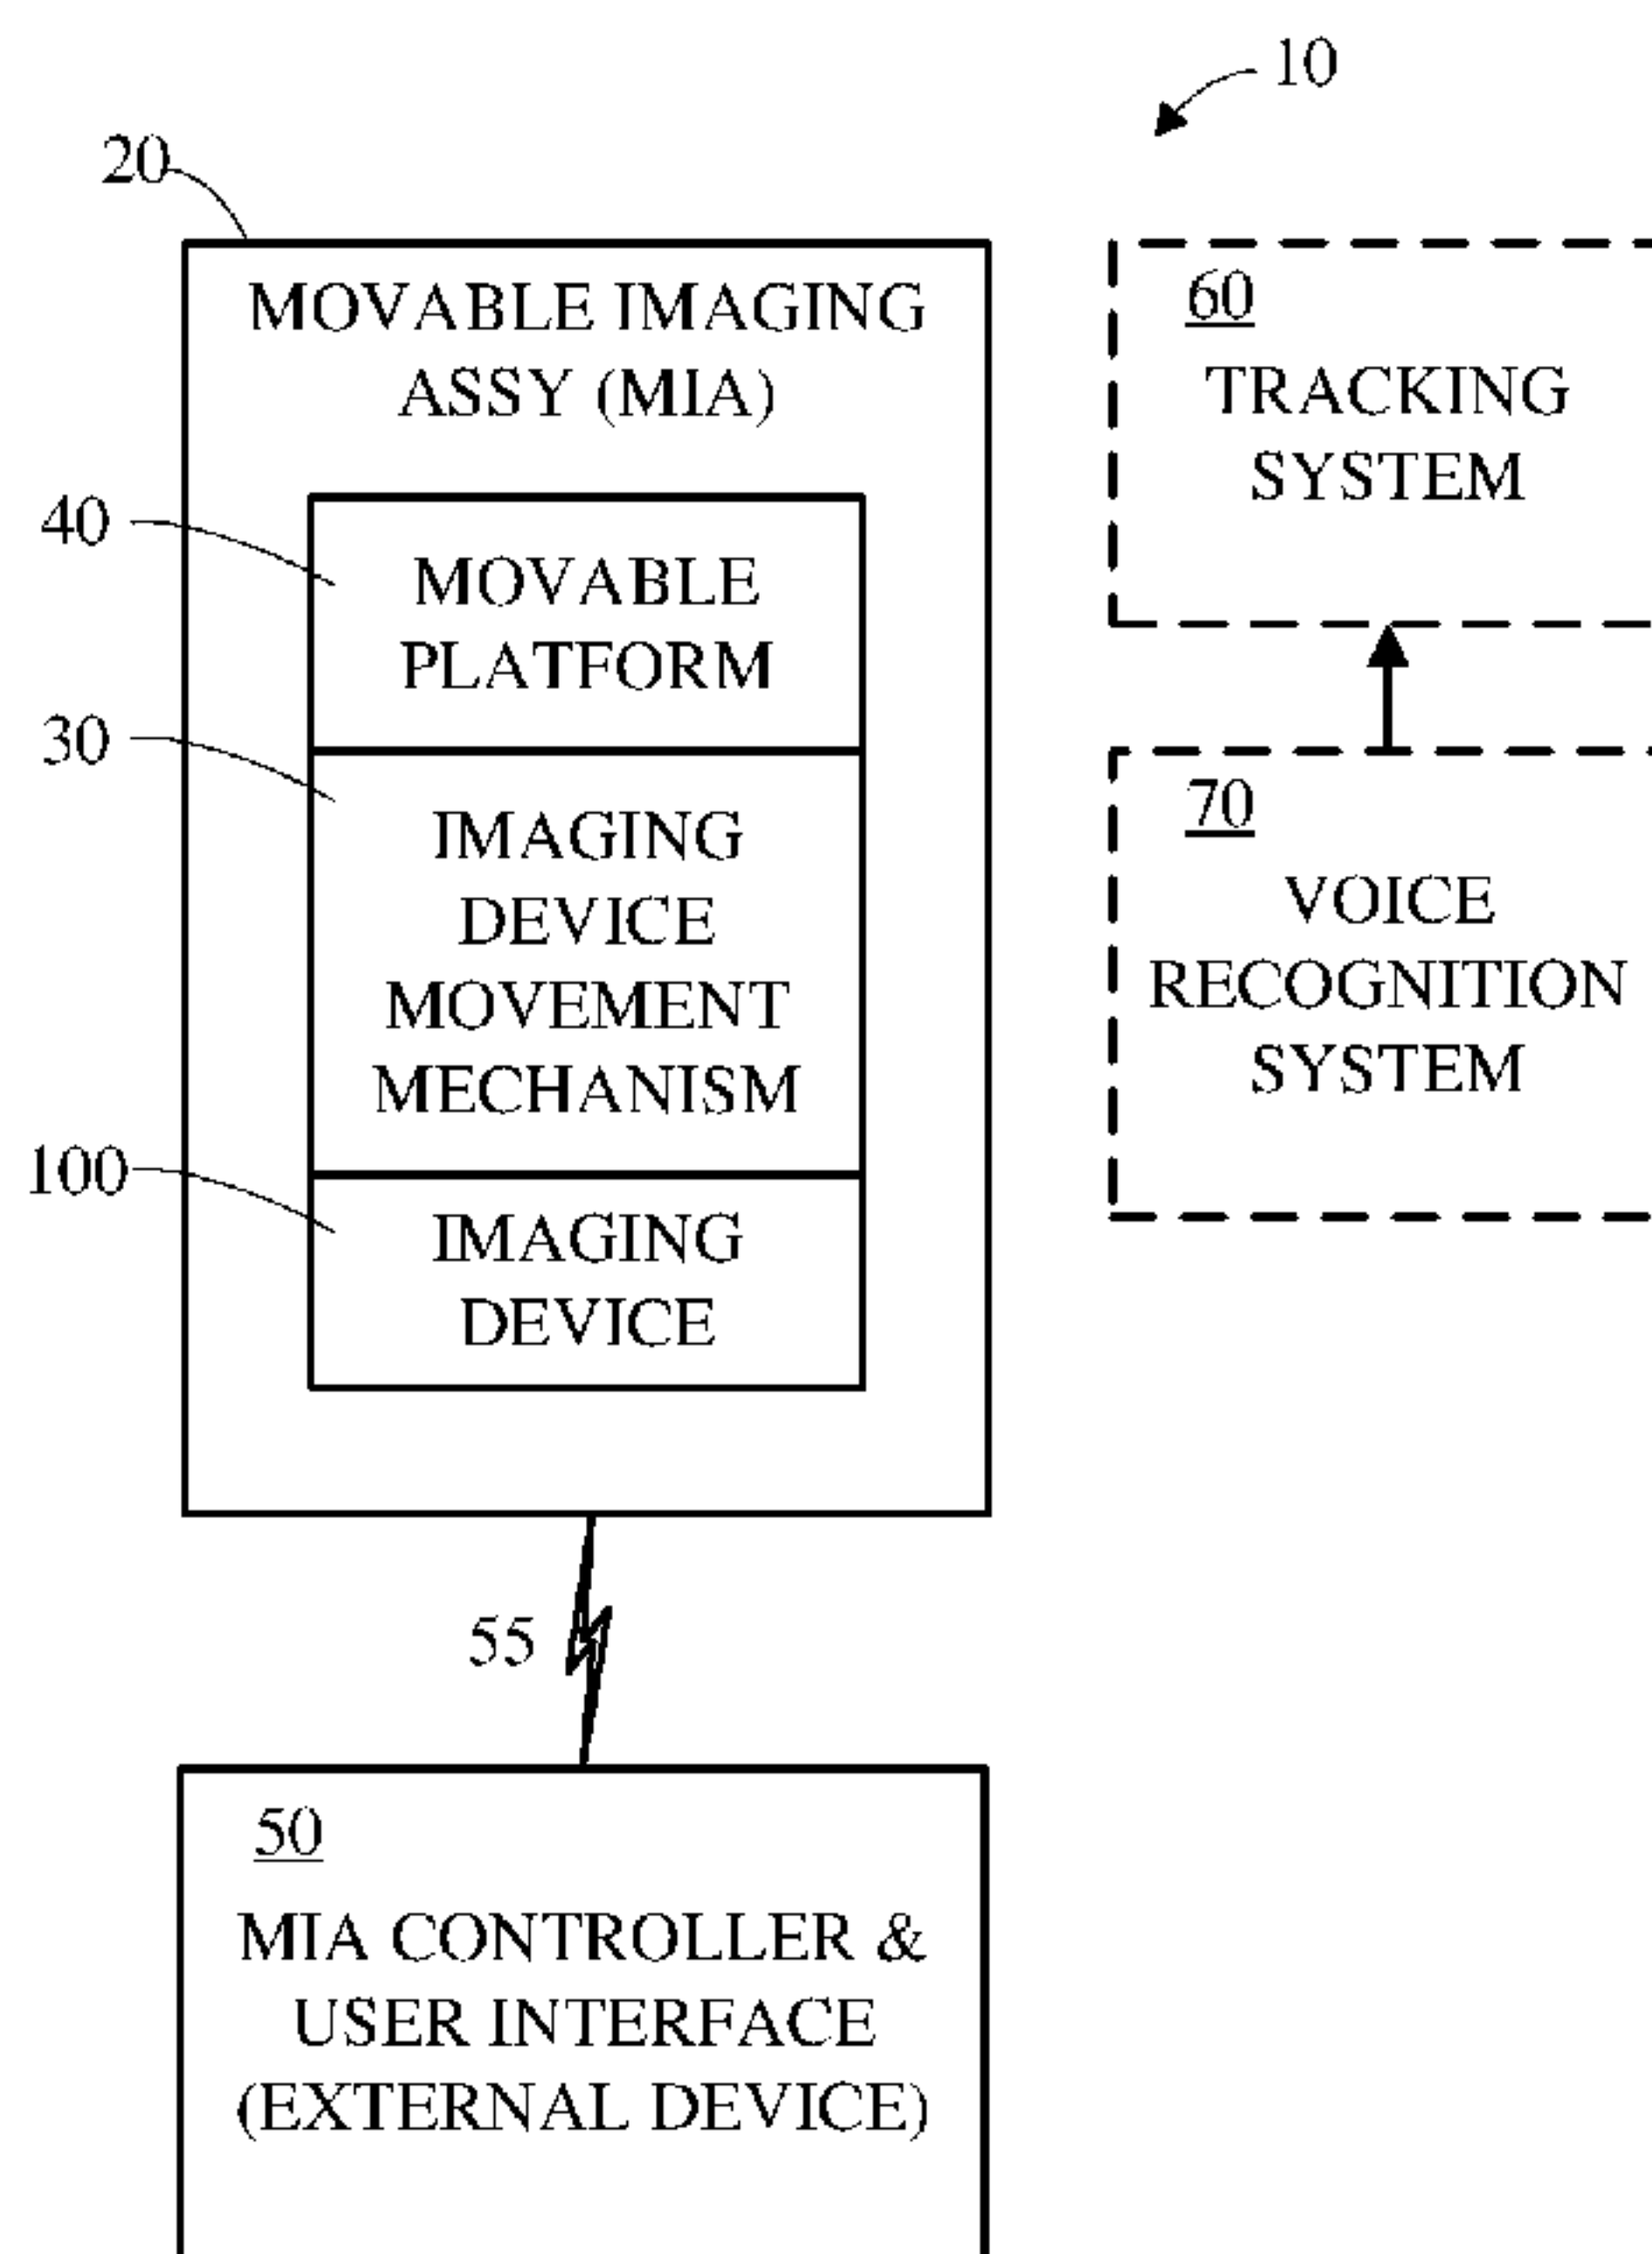 10
20
MOVABLE IMAGING
ASSY (MIA)
40
MOVABLE
PLATFORM
30
IMAGING
DEVICE
MOVEMENT
MECHANISM
100
IMAGING
DEVICE
60
TRACKING
SYSTEM
70
VOICE
RECOGNITION
SYSTEM
55
50
MIA CONTROLLER &
USER INTERFACE
(EXTERNAL DEVICE)